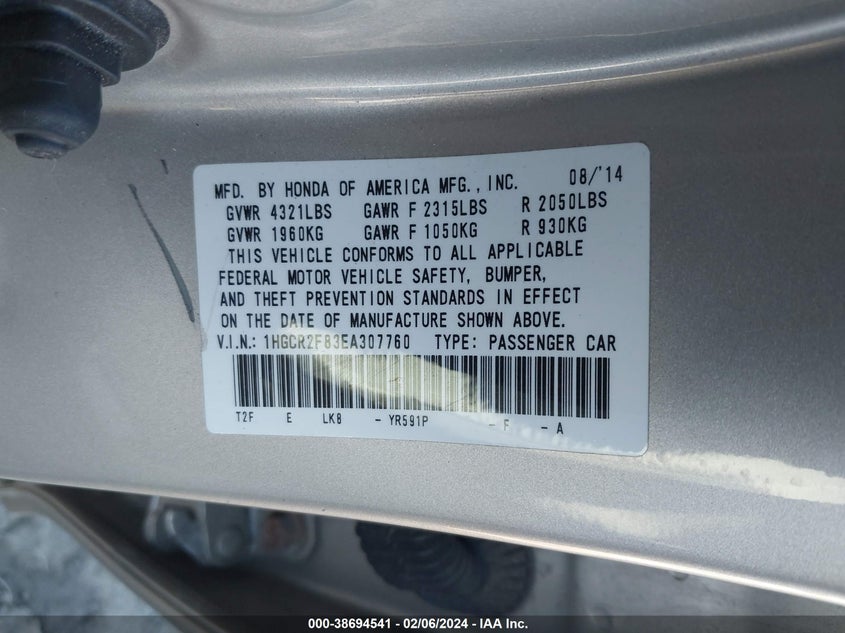 MFD. BY HONDA OF AMERICA MFG., INC. 08/'14
GVWR 4321LBS GAWR F 2315LBS R 2050LBS
GVWR 1960KG GAWR F 1050KG R 930KG
THIS VEHICLE CONFORMS TO ALL APPLICABLE
FEDERAL MOTOR VEHICLE SAFETY, BUMPER,
AND THEFT PREVENTION STANDARDS IN EFFECT
ON THE DATE OF MANUFACTURE SHOWN ABOVE.
V.I.N.: 1HGCR2F83EA307760 TYPE: PASSENGER CAR
T2F E LK8 - YR591P - F - A
000-38694541 - 02/06/2024 - IAA Inc.